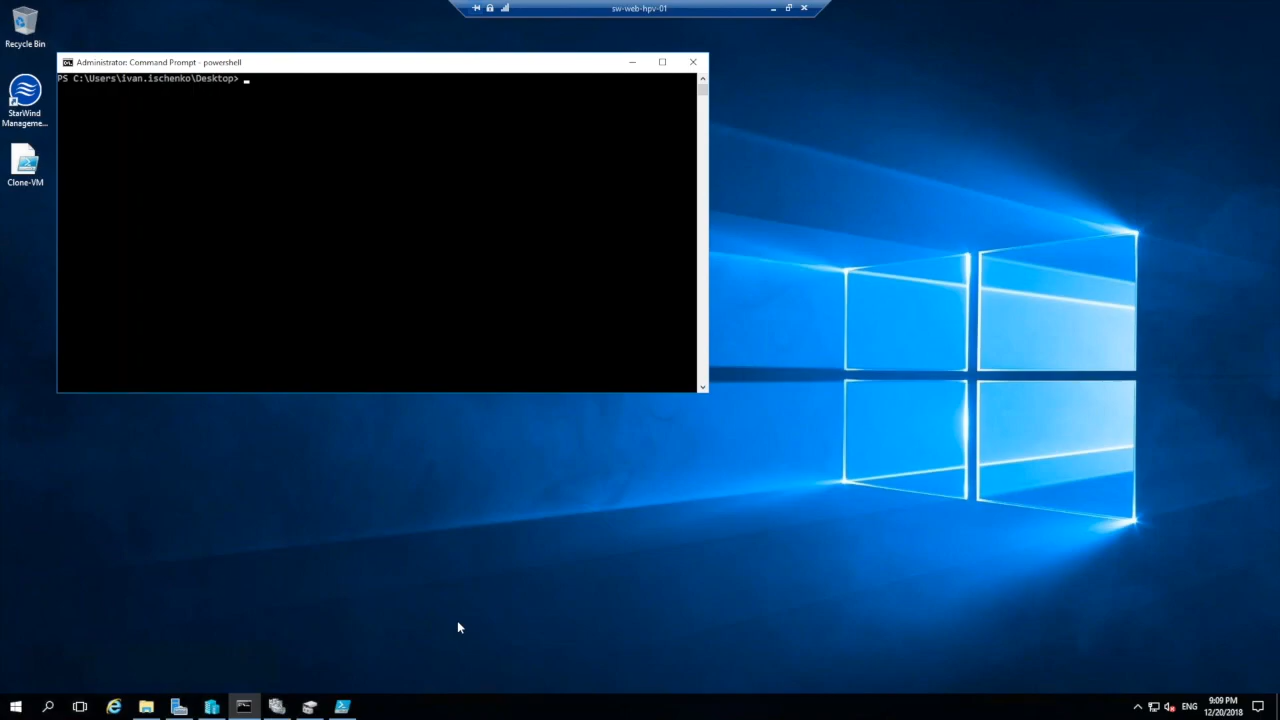 sw-web-hpv-01
Recycle Bin
Administrator: Command Prompt - powershell
PS C:\Users\ivan.ischenko\Desktop>
StarWind
Manageme...
Clone-VM
ENG
9:09 PM
12/20/2018